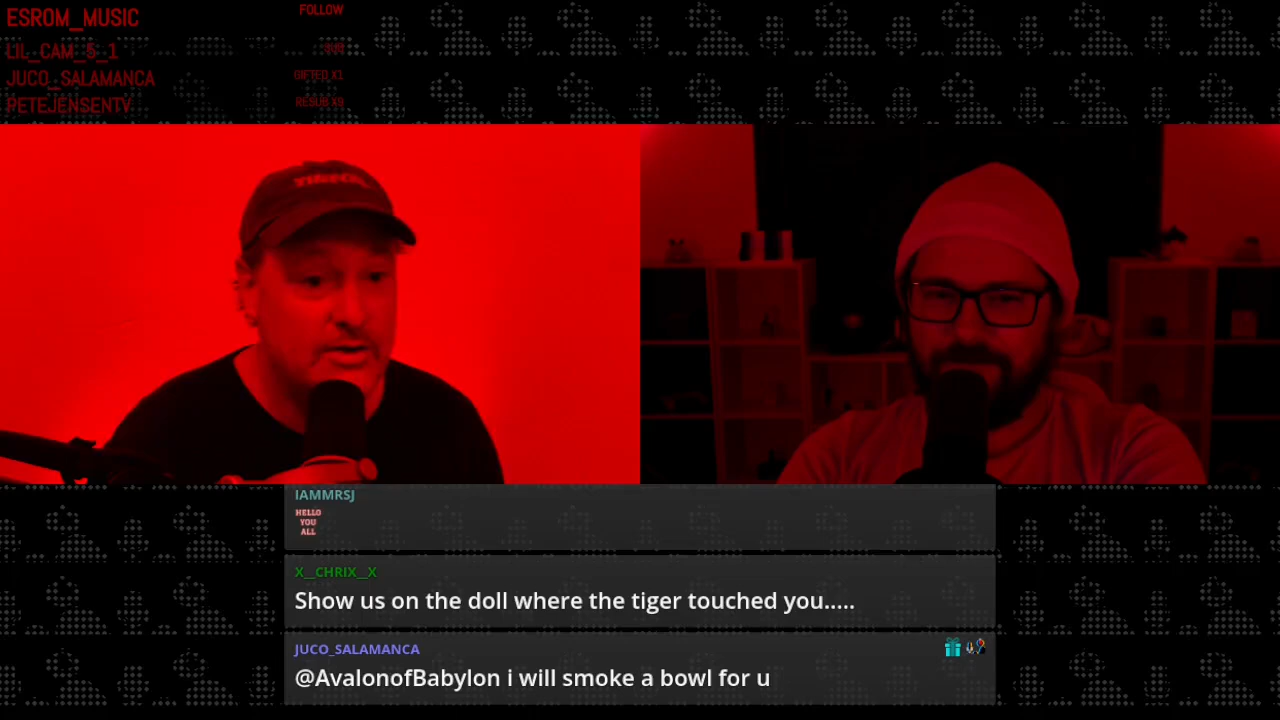 ESROM_MUSIC FOLLOW
LIL_CAM_5_1 SUB
JUCO_SALAMANCA GIFTED X1
PETEJENSENTV RESUB X9
IAMMRSJ
HELLO
YOU
ALL
X__CHRIX__X
Show us on the doll where the tiger touched you.....
JUCO_SALAMANCA
@AvalonofBabylon i will smoke a bowl for u